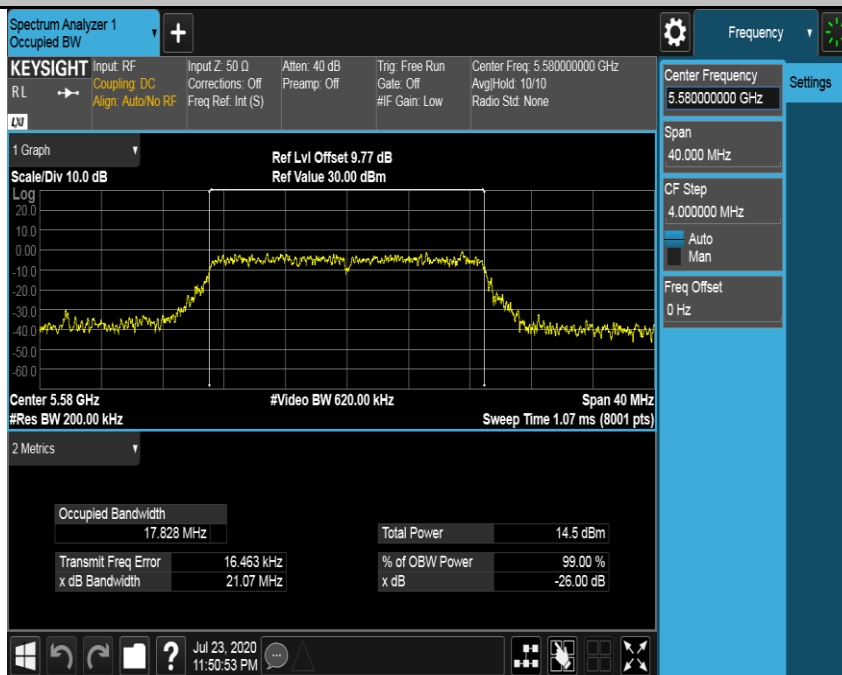 Spectrum Analyzer 1
Occupied BW
+
Frequency
KEYSIGHT
RL
LXI
Input: RF
Coupling: DC
Align: Auto/No RF
Input Z: 50 Ω
Corrections: Off
Freq Ref: Int (S)
Atten: 40 dB
Preamp: Off
Trig: Free Run
Gate: Off
#IF Gain: Low
Center Freq: 5.580000000 GHz
Avg|Hold: 10/10
Radio Std: None
Center Frequency
5.580000000 GHz
Settings
Span
40.000 MHz
CF Step
4.000000 MHz
Auto
Man
Freq Offset
0 Hz
1 Graph
Ref Lvl Offset 9.77 dB
Scale/Div 10.0 dB
Ref Value 30.00 dBm
Log
20.0
10.0
0.00
-10.0
-20.0
-30.0
-40.0
-50.0
-60.0
Center 5.58 GHz
#Video BW 620.00 kHz
Span 40 MHz
#Res BW 200.00 kHz
Sweep Time 1.07 ms (8001 pts)
2 Metrics
Occupied Bandwidth
17.828 MHz
Total Power 14.5 dBm
Transmit Freq Error 16.463 kHz
% of OBW Power 99.00 %
x dB Bandwidth 21.07 MHz
x dB -26.00 dB
?
Jul 23, 2020
11:50:53 PM